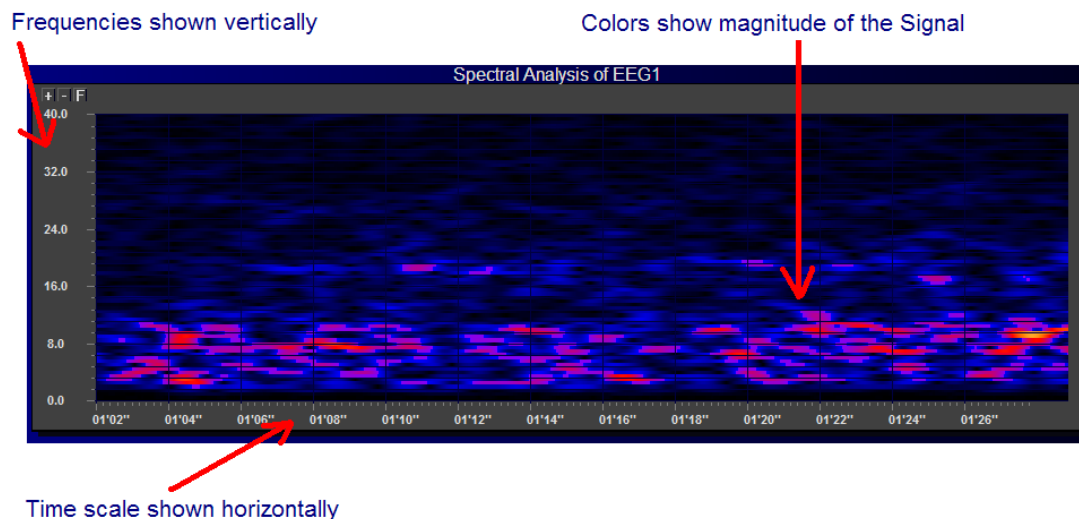 Frequencies shown vertically
Colors show magnitude of the Signal
Spectral Analysis of EEG1
+ - F
40.0
32.0
24.0
16.0
8.0
0.0
01'02" 01'04" 01'06" 01'08" 01'10" 01'12" 01'14" 01'16" 01'18" 01'20" 01'22" 01'24" 01'26"
Time scale shown horizontally